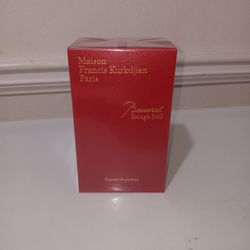 Maison
Francis Kurkdjian
Paris
Baccarat
Rouge 540
Extrait de parfum